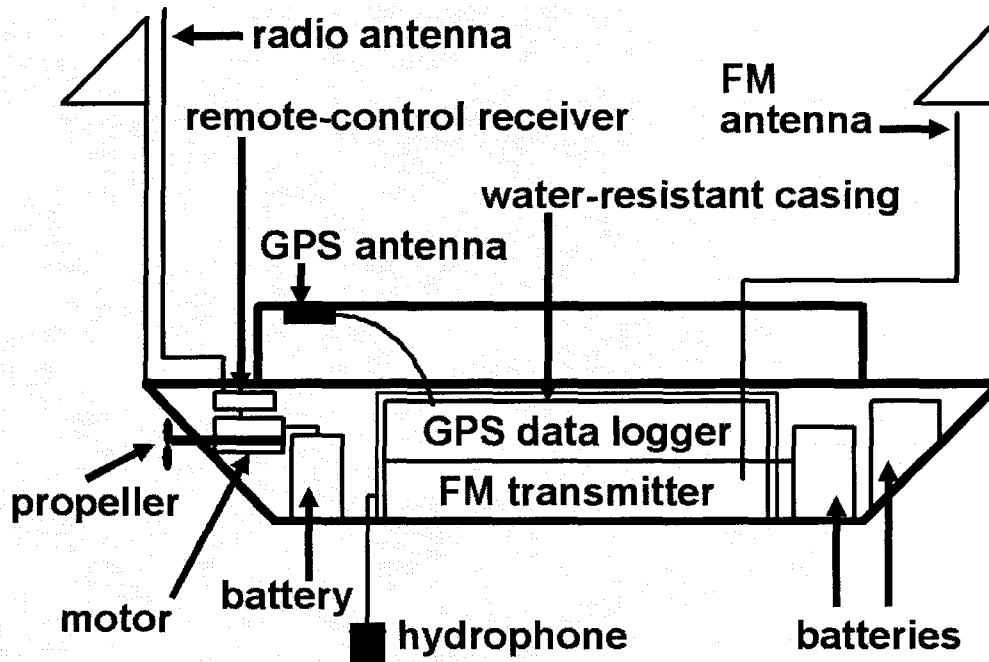 radio antenna
FM
antenna
remote-control receiver
water-resistant casing
GPS antenna
GPS data logger
FM transmitter
propeller
motor
battery
hydrophone
batteries